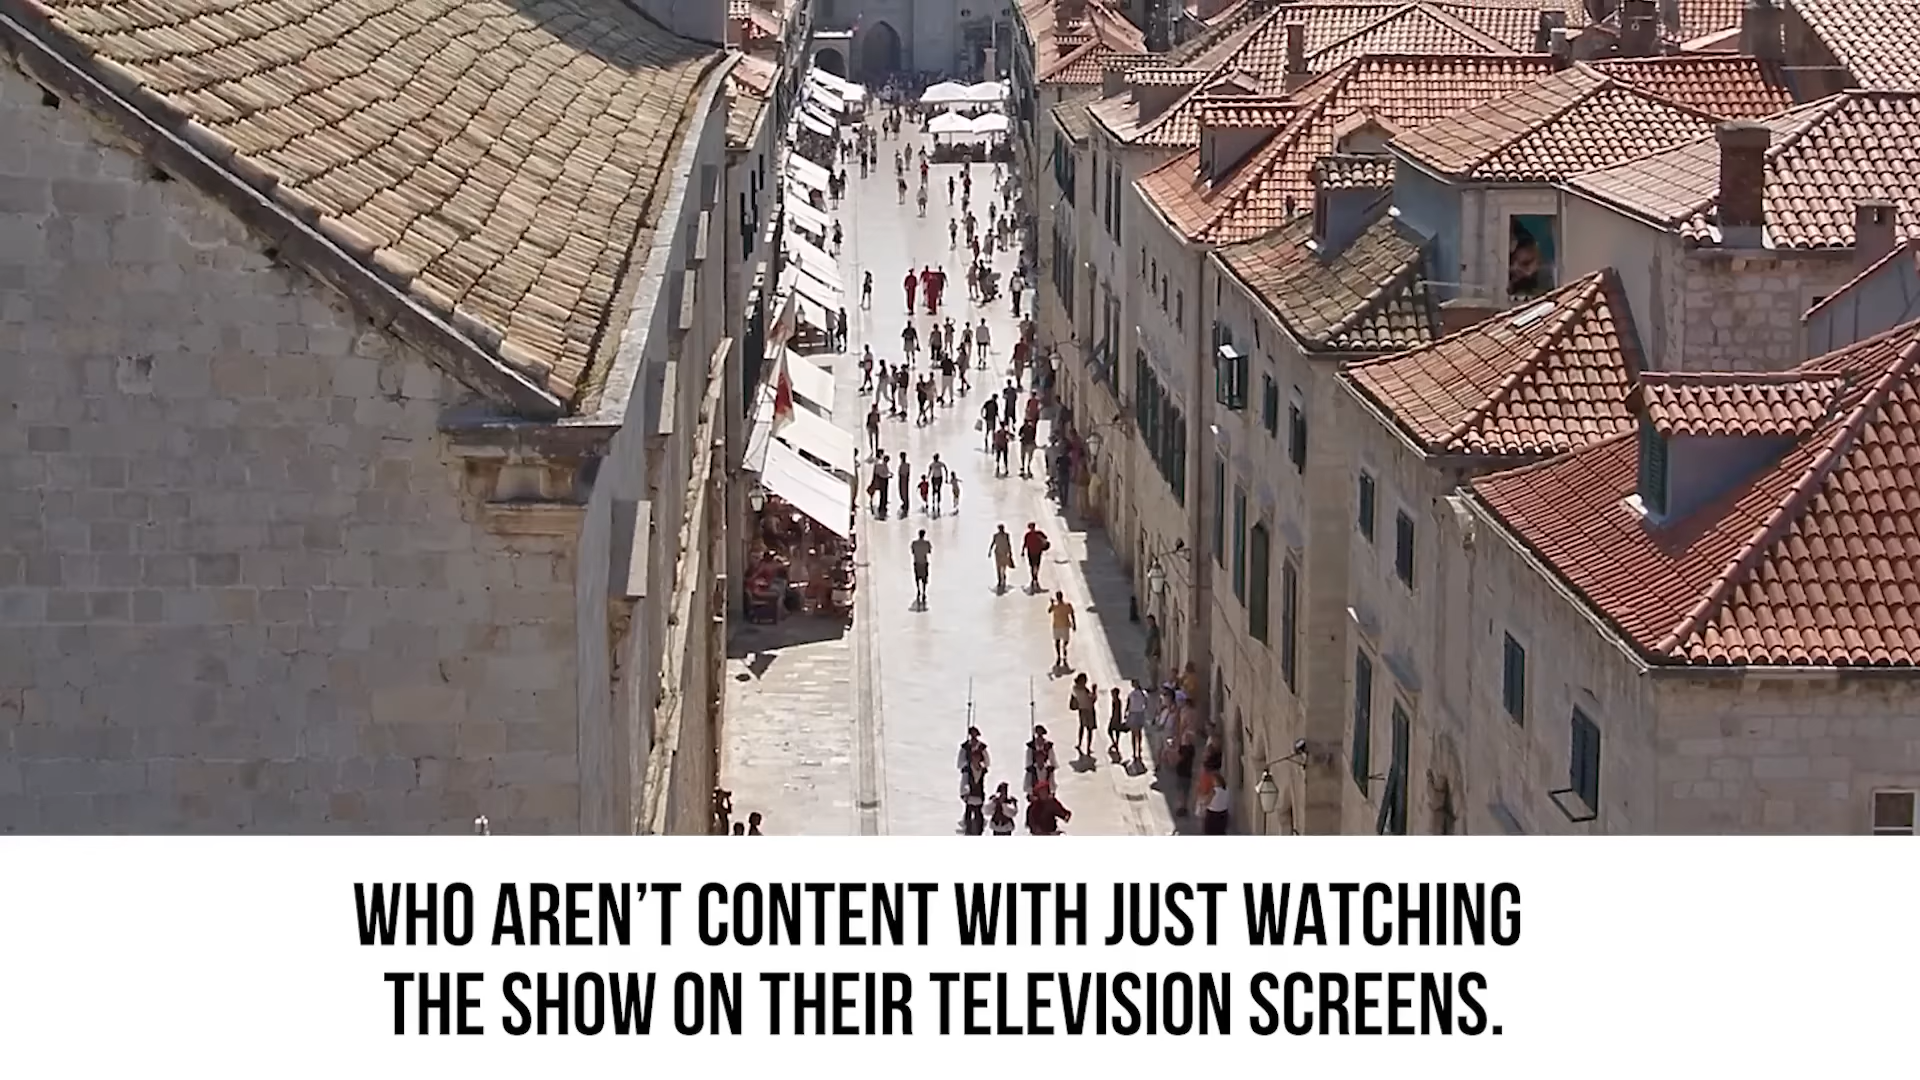 WHO AREN’T CONTENT WITH JUST WATCHING
THE SHOW ON THEIR TELEVISION SCREENS.